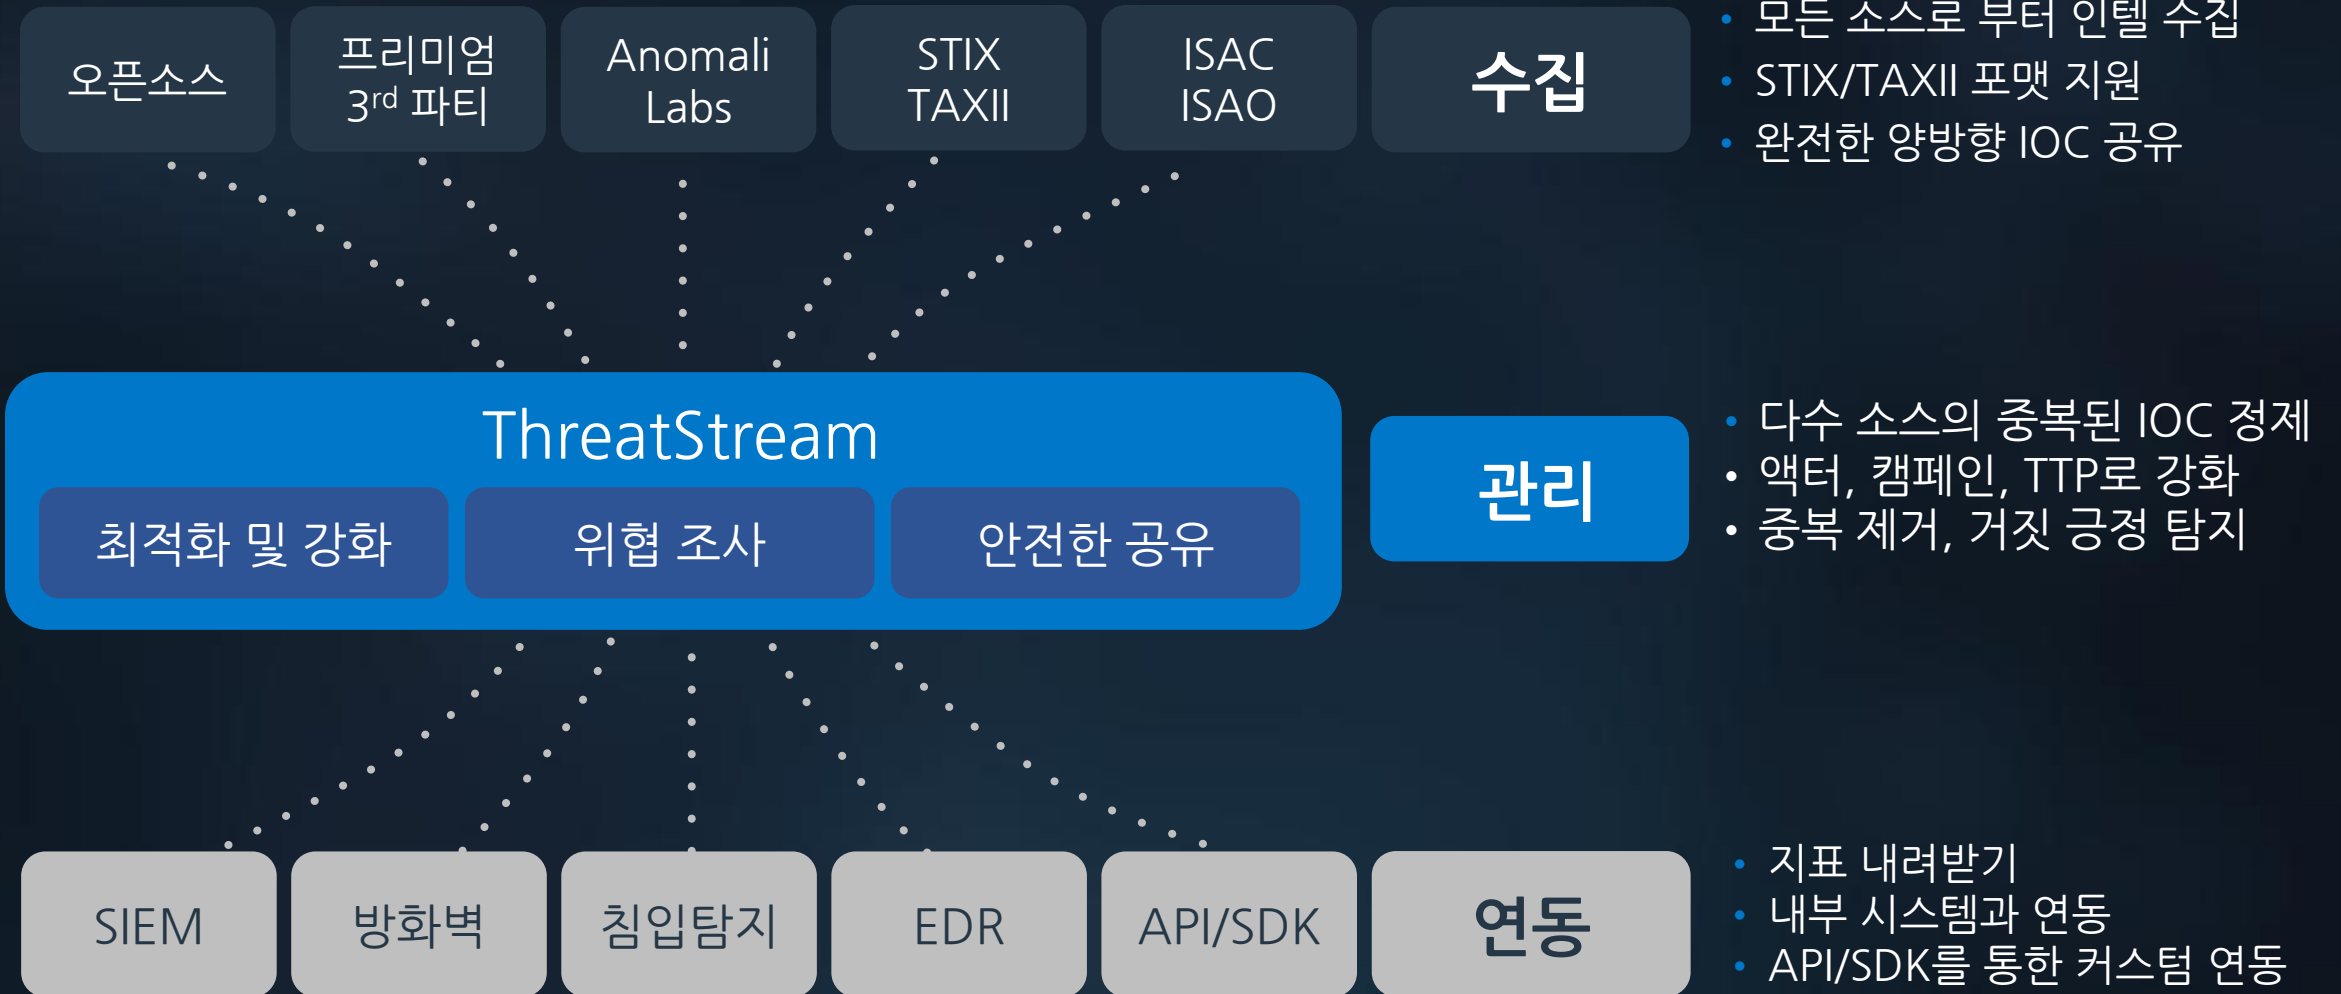 오픈소스
프리미엄
3rd 파티
Anomali
Labs
STIX
TAXII
ISAC
ISAO
수집
• 모든 소스로 부터 인텔 수집
• STIX/TAXII 포맷 지원
• 완전한 양방향 IOC 공유
ThreatStream
최적화 및 강화
위협 조사
안전한 공유
관리
• 다수 소스의 중복된 IOC 정제
• 액터, 캠페인, TTP로 강화
• 중복 제거, 거짓 긍정 탐지
SIEM
방화벽
침입탐지
EDR
API/SDK
연동
• 지표 내려받기
• 내부 시스템과 연동
• API/SDK를 통한 커스텀 연동